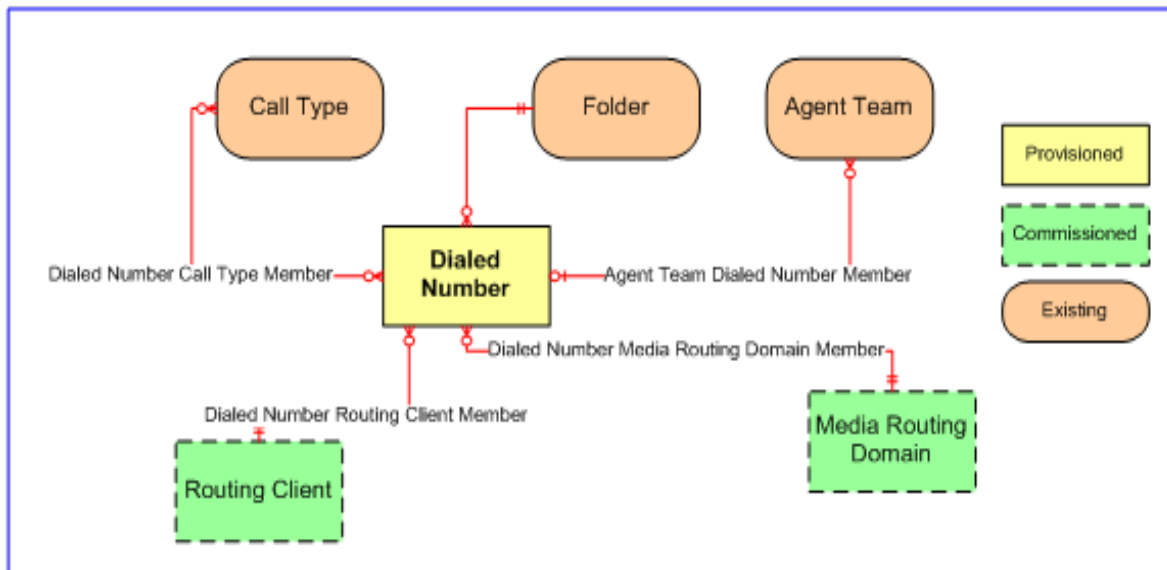 Call Type
Folder
Agent Team
Provisioned
Commissioned
Existing
Dialed
Number
Dialed Number Call Type Member
Agent Team Dialed Number Member
Dialed Number Media Routing Domain Member
Dialed Number Routing Client Member
Media Routing
Domain
Routing Client